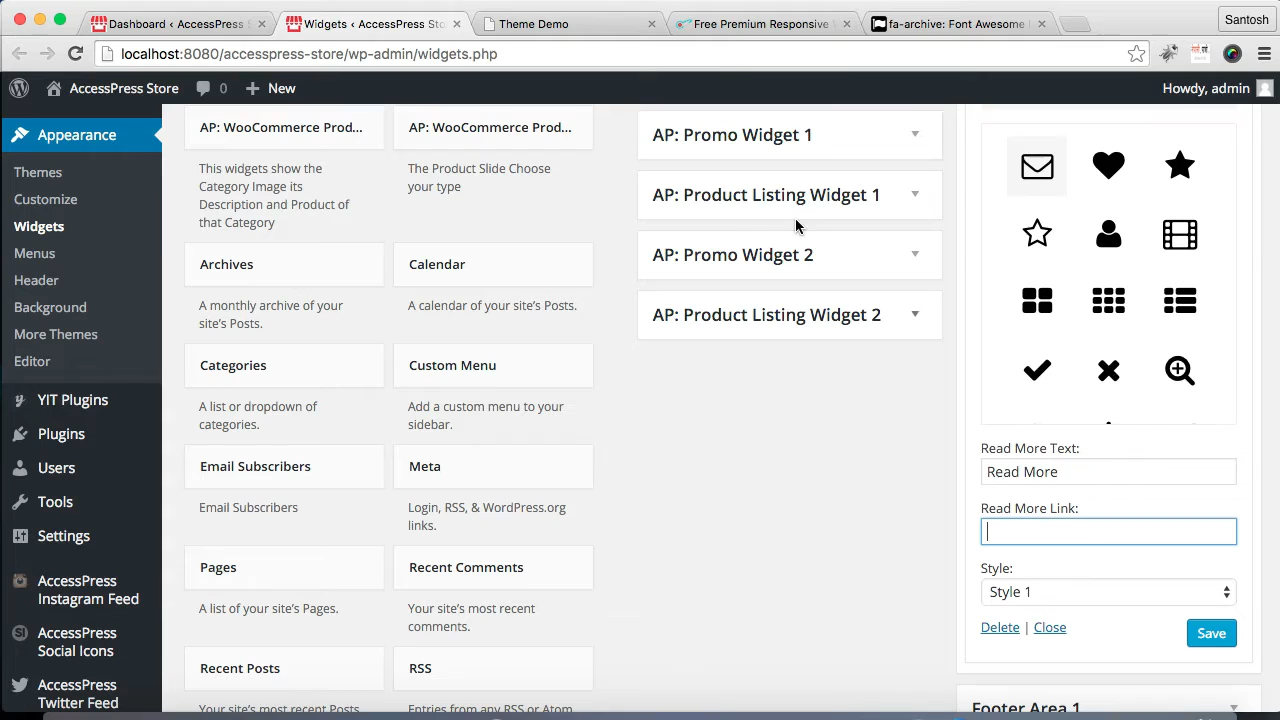 Dashboard ‹ AccessPress S
Widgets ‹ AccessPress Sto
Theme Demo
Free Premium Responsive
fa-archive: Font Awesome
Santosh
localhost:8080/accesspress-store/wp-admin/widgets.php
AccessPress Store
0
New
Howdy, admin
Appearance
Themes
Customize
Widgets
Menus
Header
Background
More Themes
Editor
YIT Plugins
Plugins
Users
Tools
Settings
AccessPress
Instagram Feed
AccessPress
Social Icons
AccessPress
Twitter Feed
AP: WooCommerce Prod...
This widgets show the
Category Image its
Description and Product of
that Category
AP: WooCommerce Prod...
The Product Slide Choose
your type
Archives
A monthly archive of your
site's Posts.
Calendar
A calendar of your site's Posts.
Categories
A list or dropdown of
categories.
Custom Menu
Add a custom menu to your
sidebar.
Email Subscribers
Email Subscribers
Meta
Login, RSS, & WordPress.org
links.
Pages
A list of your site's Pages.
Recent Comments
Your site's most recent
comments.
Recent Posts
Your site's most recent Posts.
RSS
Entries from any RSS or Atom
AP: Promo Widget 1
AP: Product Listing Widget 1
AP: Promo Widget 2
AP: Product Listing Widget 2
Read More Text:
Read More
Read More Link:
Style:
Style 1
Delete | Close
Save
Footer Area 1